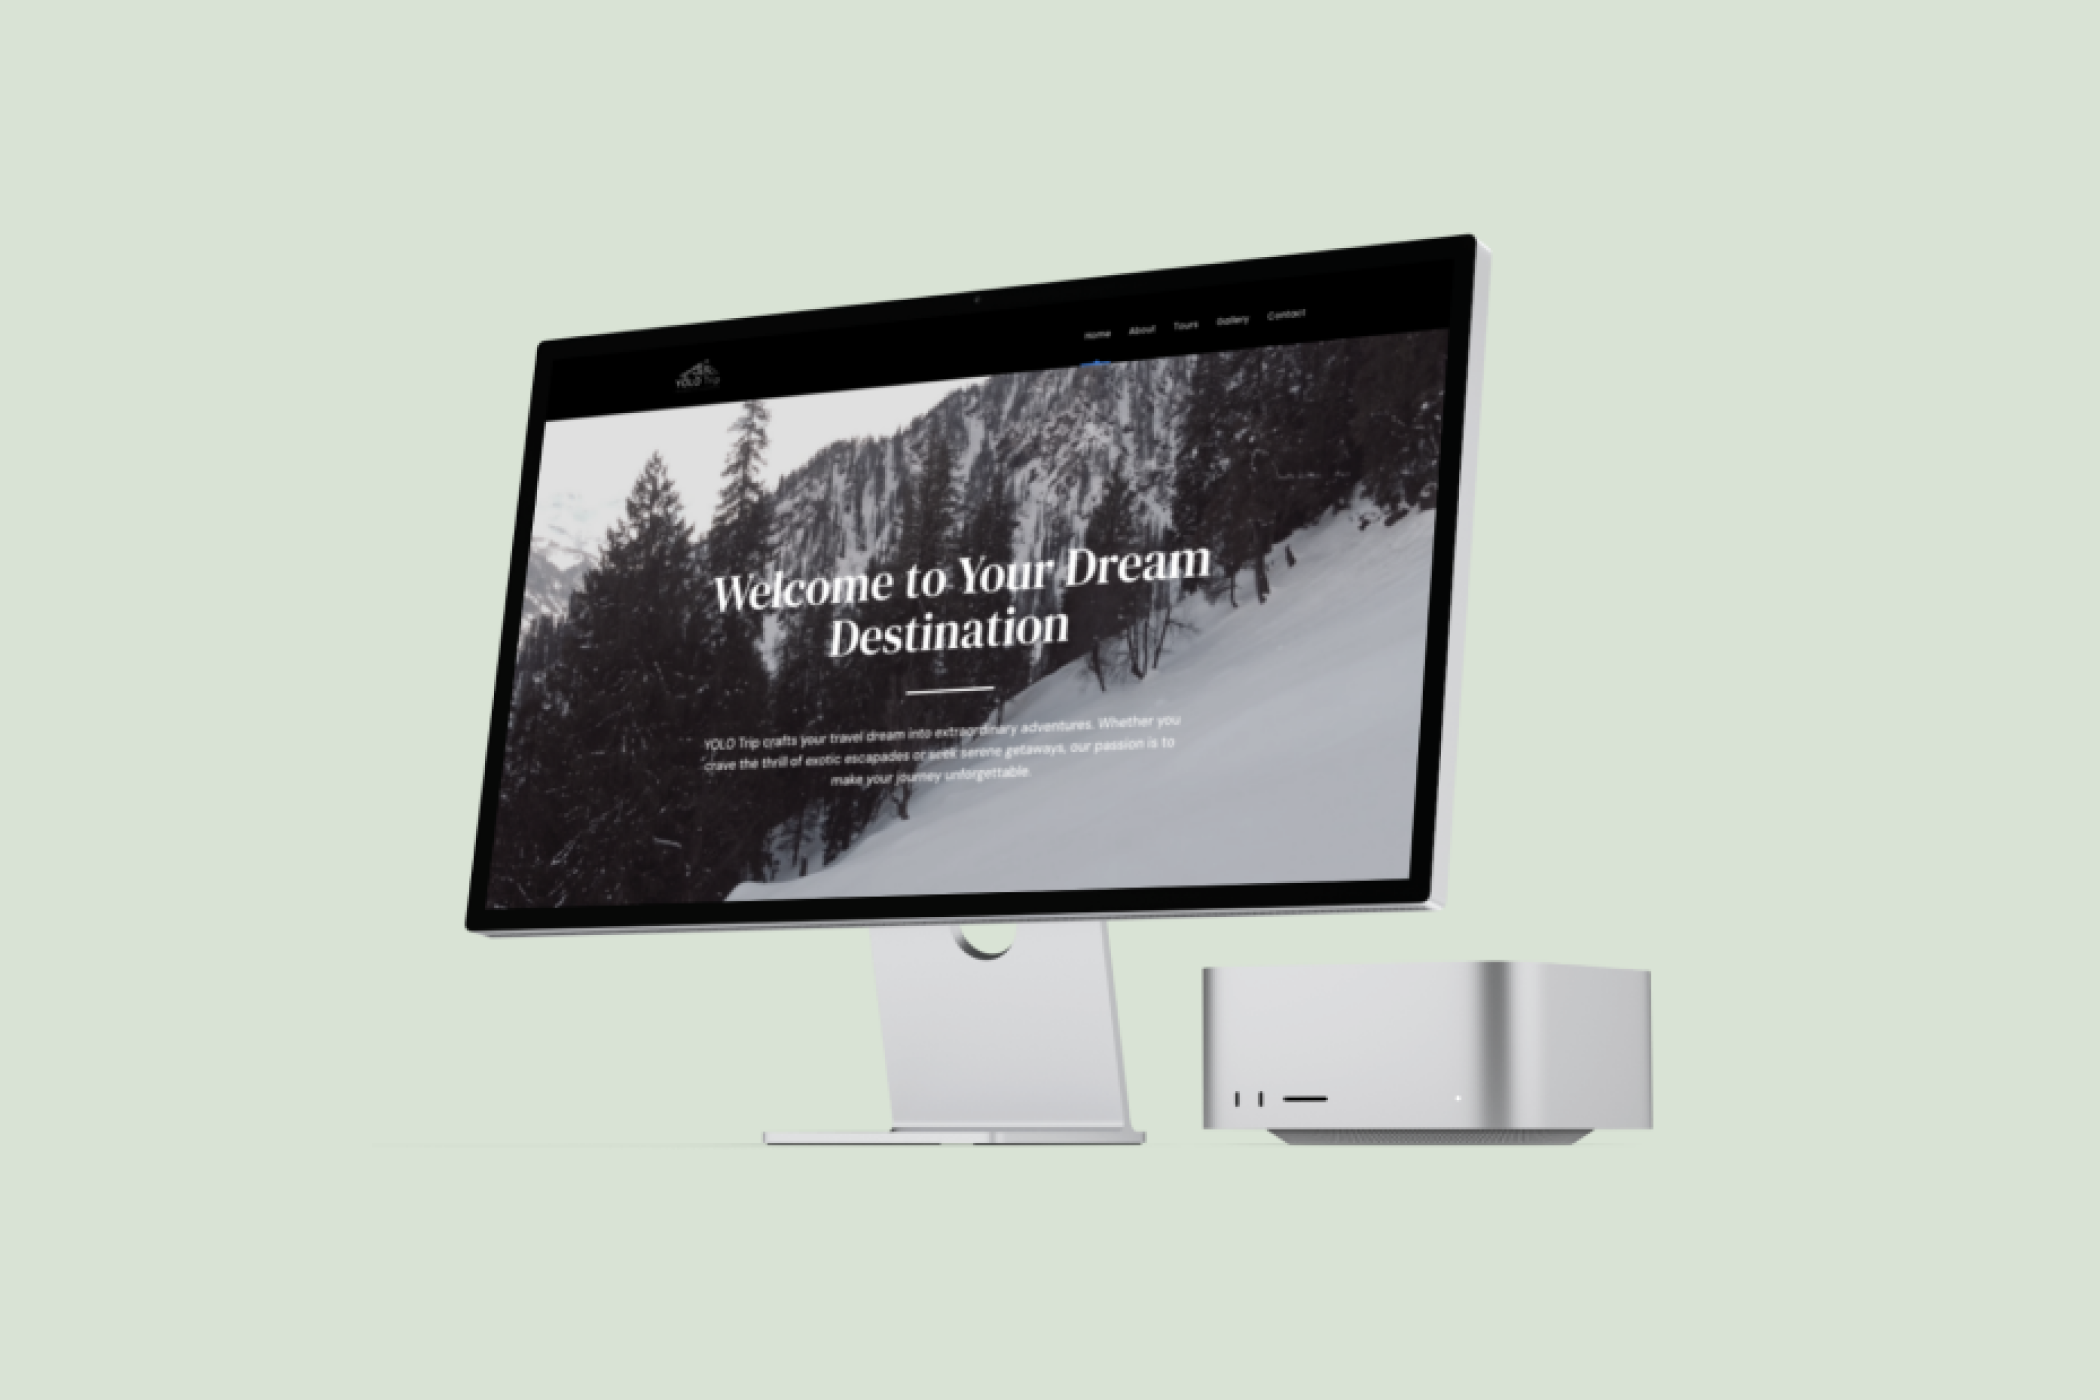 YOLO Trip
Home About Tours Gallery Contact
Welcome to Your Dream
Destination
YOLO Trip crafts your travel dream into extraordinary adventures. Whether you
crave the thrill of exotic escapades or seek serene getaways, our passion is to
make your journey unforgettable.